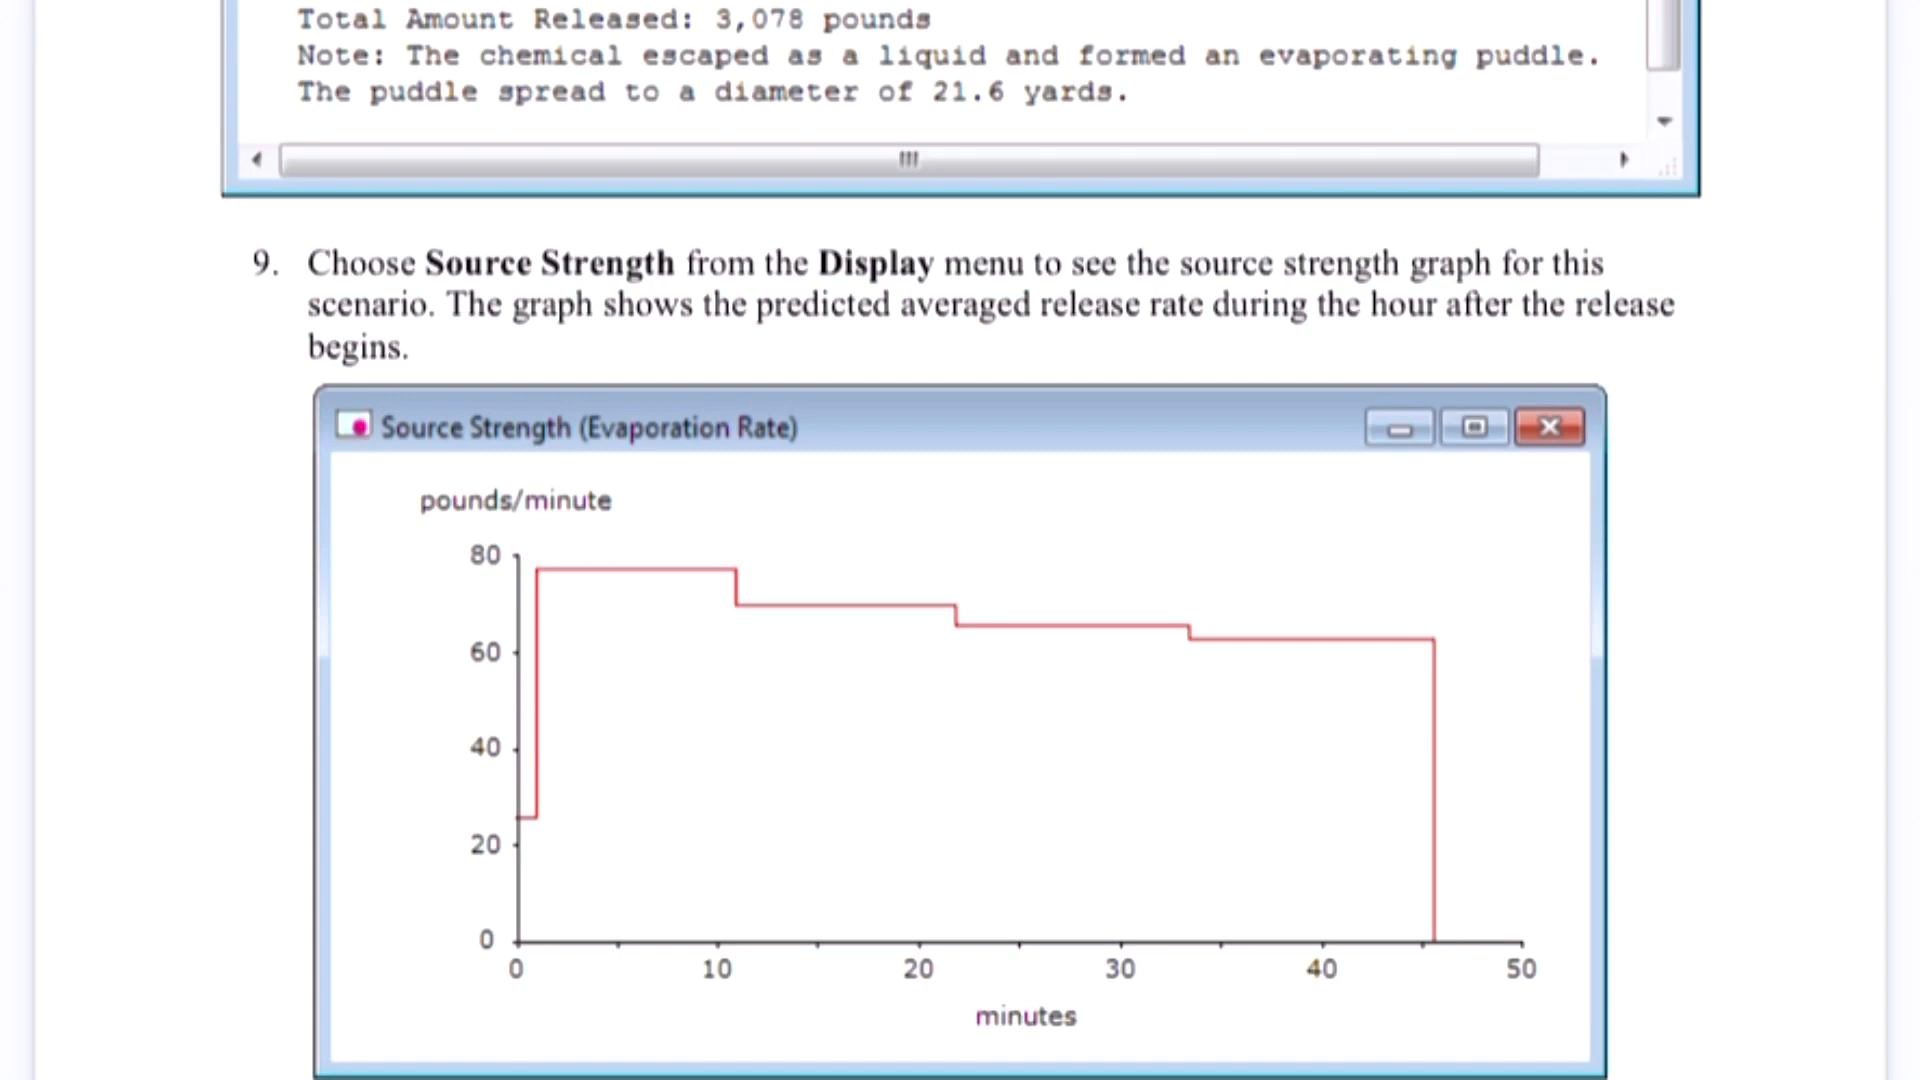 Total Amount Released: 3,078 pounds
Note: The chemical escaped as a liquid and formed an evaporating puddle.
The puddle spread to a diameter of 21.6 yards.
9. Choose Source Strength from the Display menu to see the source strength graph for this
scenario. The graph shows the predicted averaged release rate during the hour after the release
begins.
Source Strength (Evaporation Rate)
pounds/minute
80
60
40
20
0
0 10 20 30 40 50
minutes